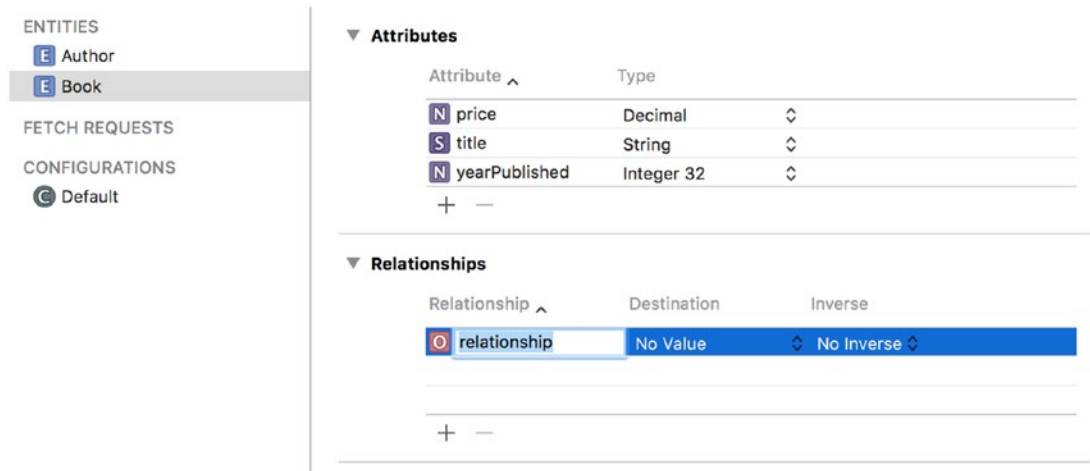 ENTITIES
E Author
E Book
FETCH REQUESTS
CONFIGURATIONS
C Default
Attributes
Attribute Type
N price Decimal
S title String
N yearPublished Integer 32
+ −
Relationships
Relationship Destination Inverse
O relationship No Value No Inverse
+ −